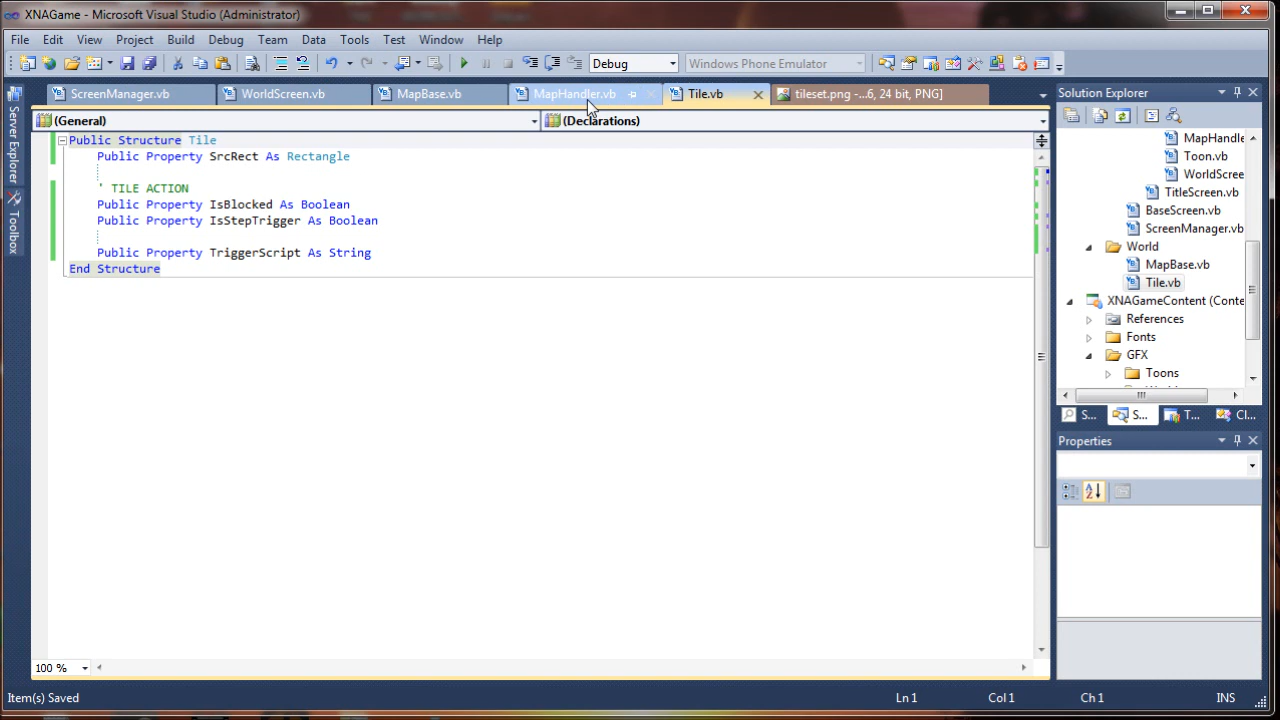 XNAGame - Microsoft Visual Studio (Administrator)
File Edit View Project Build Debug Team Data Tools Test Window Help
Debug Windows Phone Emulator
ScreenManager.vb WorldScreen.vb MapBase.vb MapHandler.vb Tile.vb tileset.png -...6, 24 bit, PNG]
(General) (Declarations)
Public Structure Tile
Public Property SrcRect As Rectangle
' TILE ACTION
Public Property IsBlocked As Boolean
Public Property IsStepTrigger As Boolean
Public Property TriggerScript As String
End Structure
100 %
Server Explorer
Toolbox
Solution Explorer
MapHandle
Toon.vb
WorldScree
TitleScreen.vb
BaseScreen.vb
ScreenManager.vb
World
MapBase.vb
Tile.vb
XNAGameContent (Conte
References
Fonts
GFX
Toons
S... S... T... Cl...
Properties
Item(s) Saved Ln 1 Col 1 Ch 1 INS